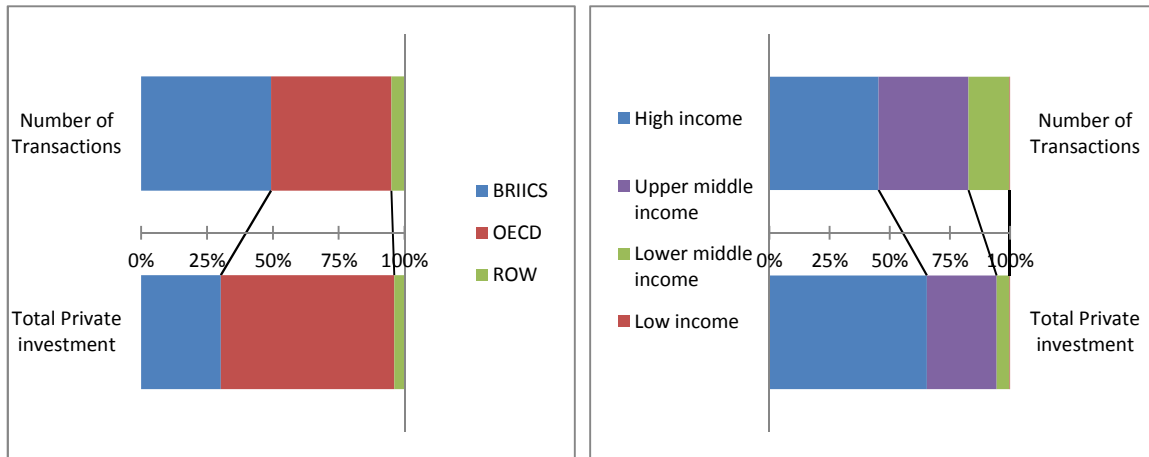 Number of
Transactions
BRIICS
OECD
ROW
0% 25% 50% 75% 100%
Total Private
investment
High income
Upper middle
income
Lower middle
income
Low income
Number of
Transactions
0% 25% 50% 75% 100%
Total Private
investment